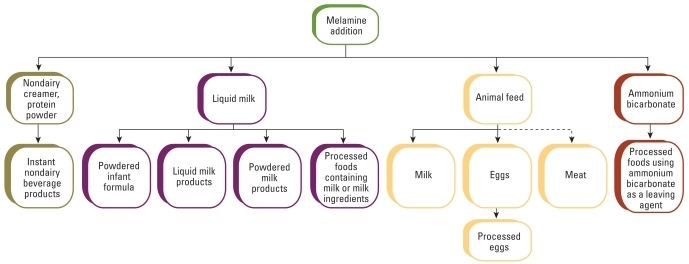 Melamine
addition
Nondairy
creamer,
protein
powder
Liquid milk
Animal feed
Ammonium
bicarbonate
Instant
nondairy
beverage
products
Powdered
infant
formula
Liquid milk
products
Powdered
milk
products
Processed
foods
containing
milk or milk
ingredients
Milk
Eggs
Meat
Processed
foods using
ammonium
bicarbonate
as a leaving
agent
Processed
eggs